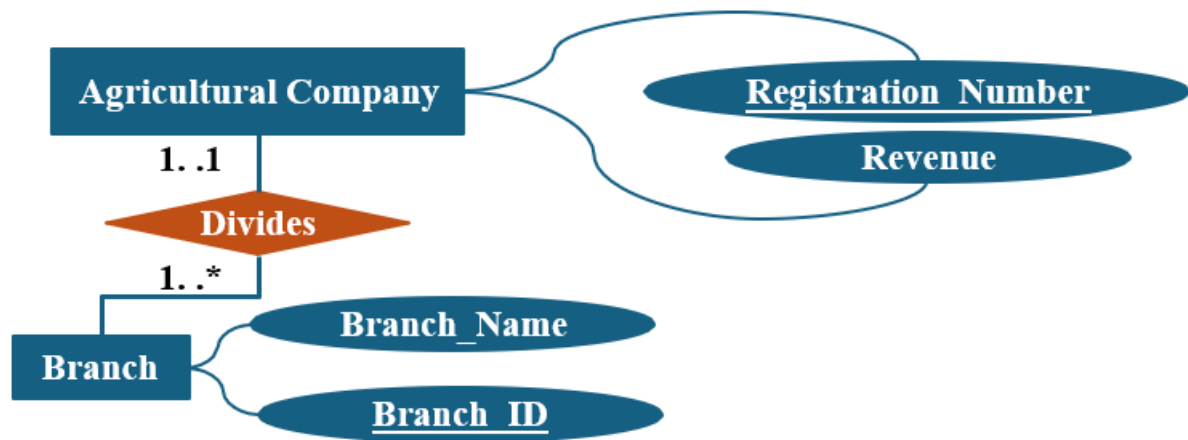 Agricultural Company
Registration_Number
Revenue
1. .1
Divides
1. .*
Branch_Name
Branch
Branch_ID